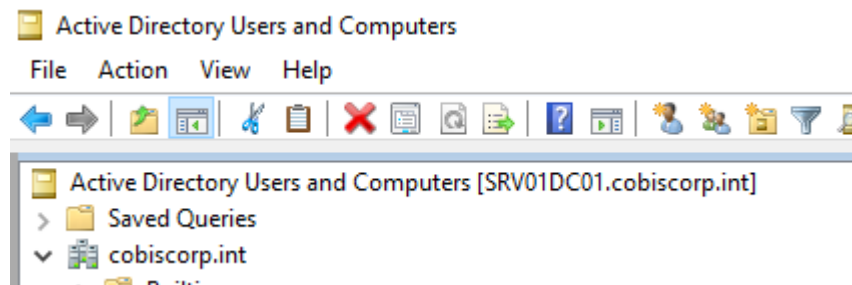 Active Directory Users and Computers
File Action View Help
Active Directory Users and Computers [SRV01DC01.cobiscorp.int]
Saved Queries
cobiscorp.int